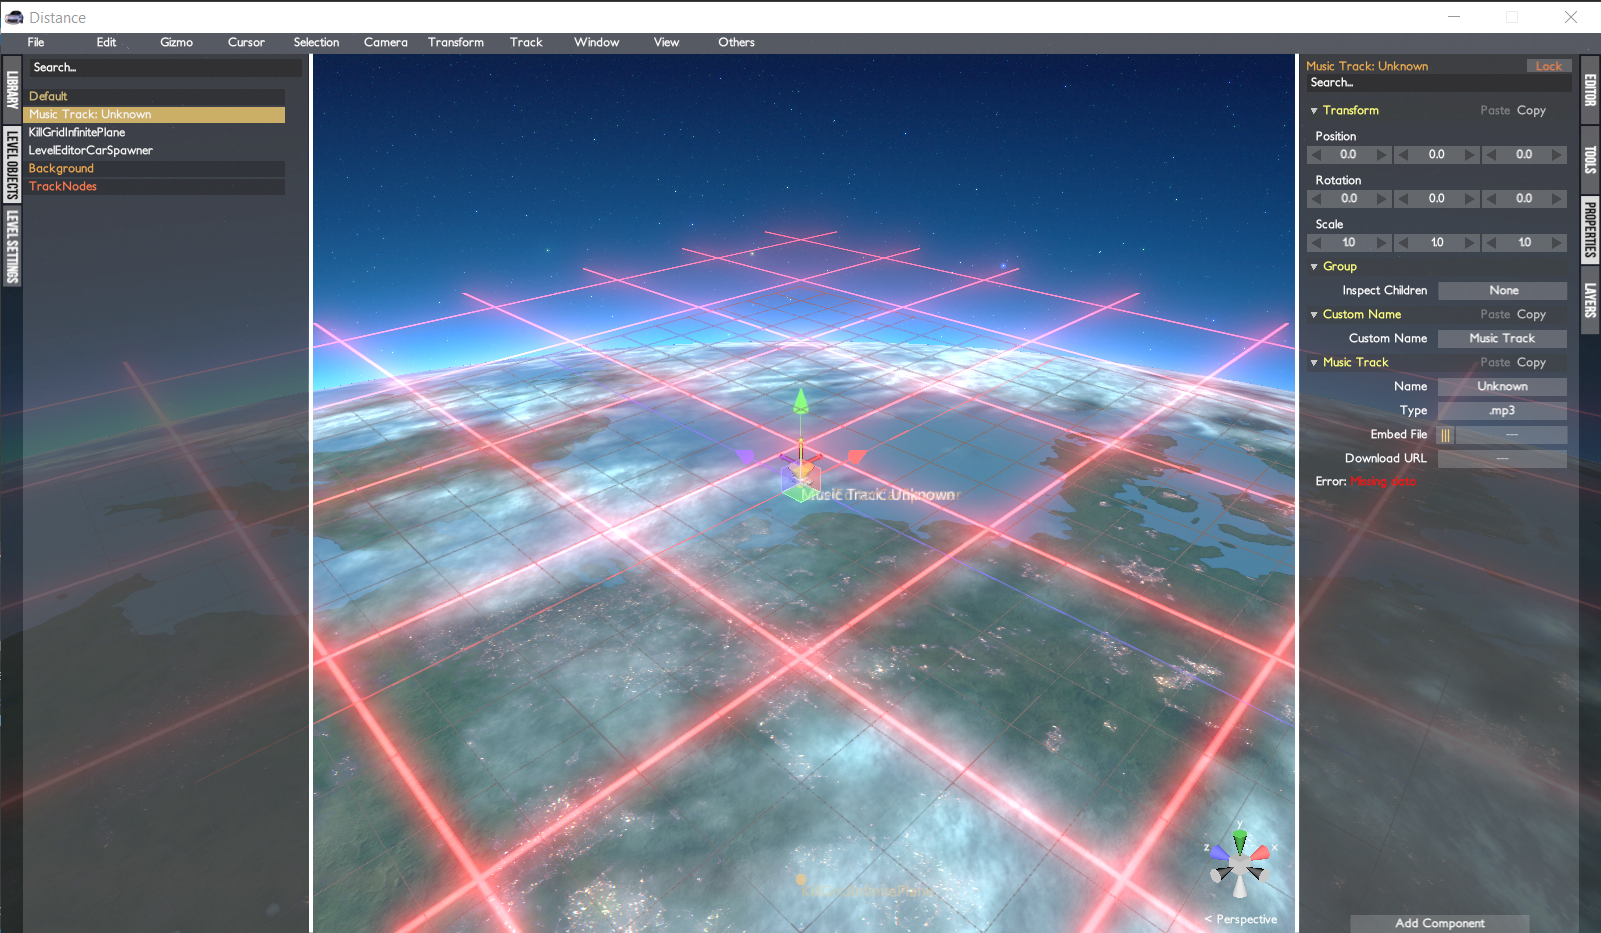 Distance
File Edit Gizmo Cursor Selection Camera Transform Track Window View Others
LIBRARY
LEVEL OBJECTS
LEVEL SETTINGS
Search...
Default
Music Track: Unknown
KillGridInfinitePlane
LevelEditorCarSpawner
Background
TrackNodes
Music Track: Unknown
KillGridInfinitePlane
Y
Z
X
< Perspective
Music Track: Unknown Lock
Search...
Transform Paste Copy
Position
0.0 0.0 0.0
Rotation
0.0 0.0 0.0
Scale
1.0 1.0 1.0
Group
Inspect Children None
Custom Name Paste Copy
Custom Name Music Track
Music Track Paste Copy
Name Unknown
Type .mp3
Embed File —
Download URL —
Error: Missing data
Add Component
EDITOR
TOOLS
PROPERTIES
LAYERS